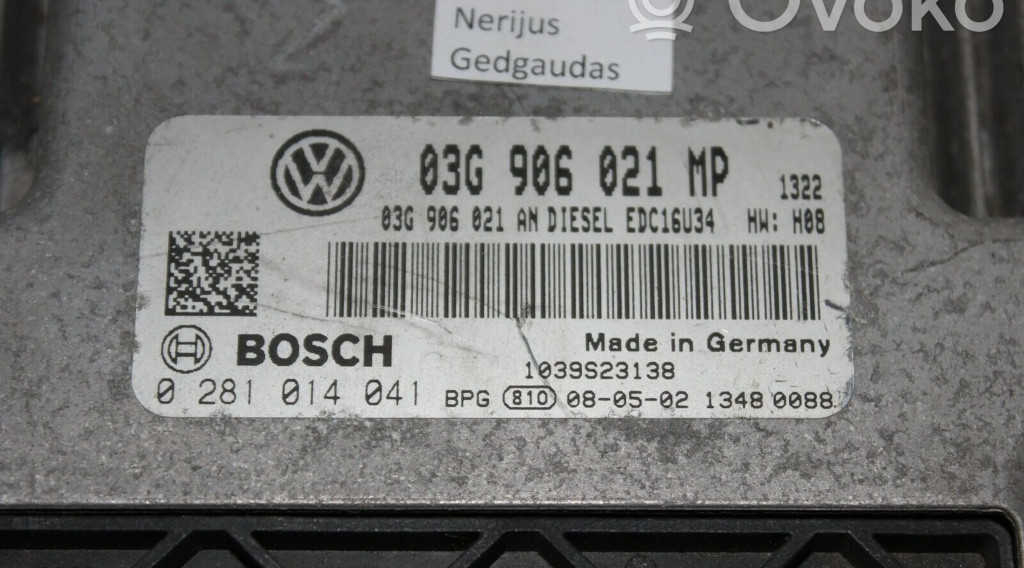 Nerijus
Gedgaudas
OVOKO
VW
03G 906 021 MP 1322
03G 906 021 AN DIESEL EDC16U34 HW: H08
BOSCH
Made in Germany
1039S23138
0 281 014 041 BPG 810 08-05-02 1348 0088